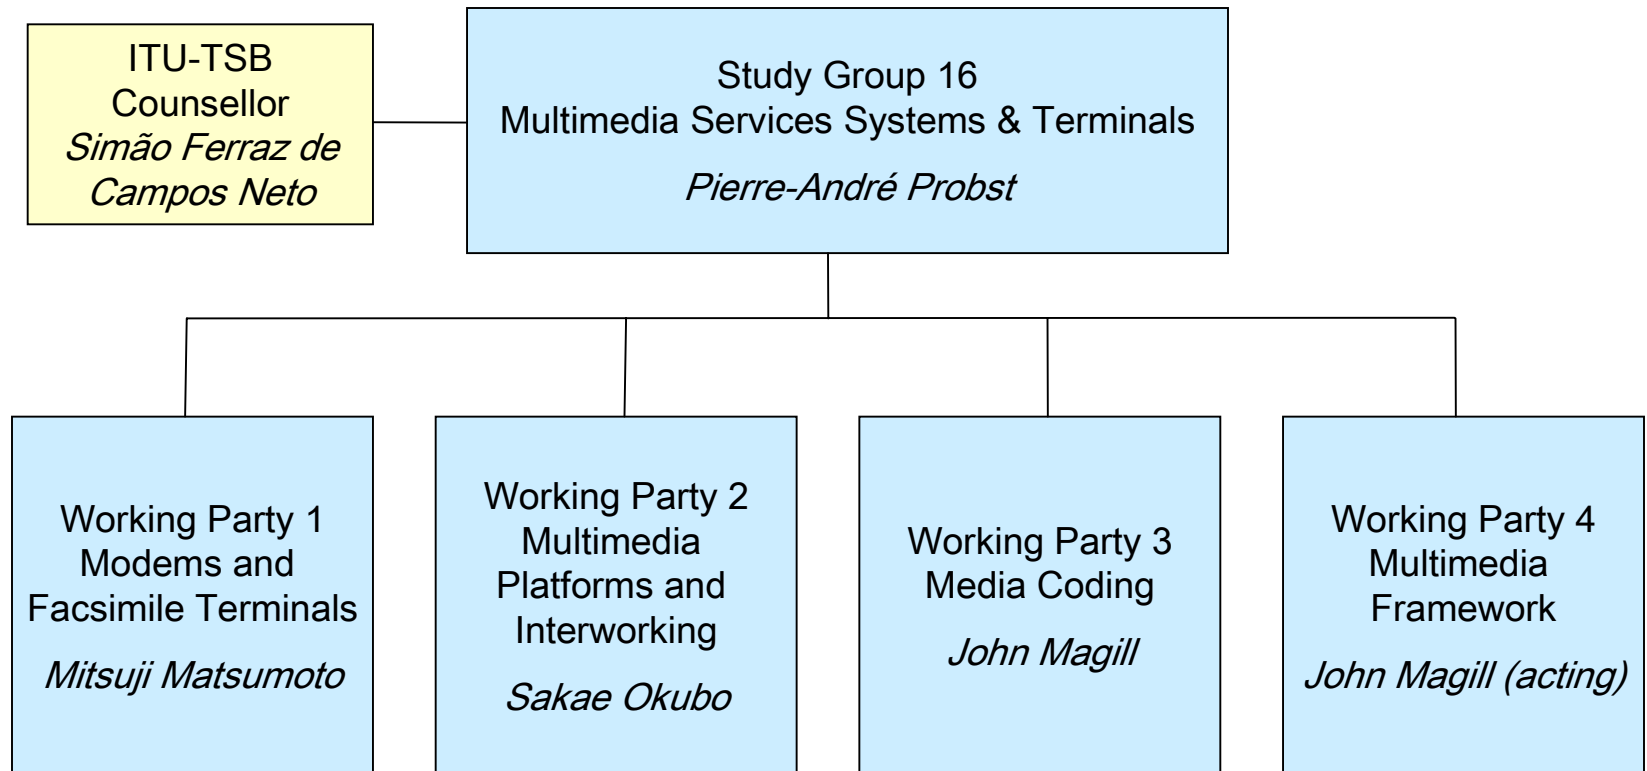 ITU-TSB
Counsellor
Simão Ferraz de
Campos Neto
Study Group 16
Multimedia Services Systems & Terminals
Pierre-André Probst
Working Party 1
Modems and
Facsimile Terminals
Mitsuji Matsumoto
Working Party 2
Multimedia
Platforms and
Interworking
Sakae Okubo
Working Party 3
Media Coding
John Magill
Working Party 4
Multimedia
Framework
John Magill (acting)